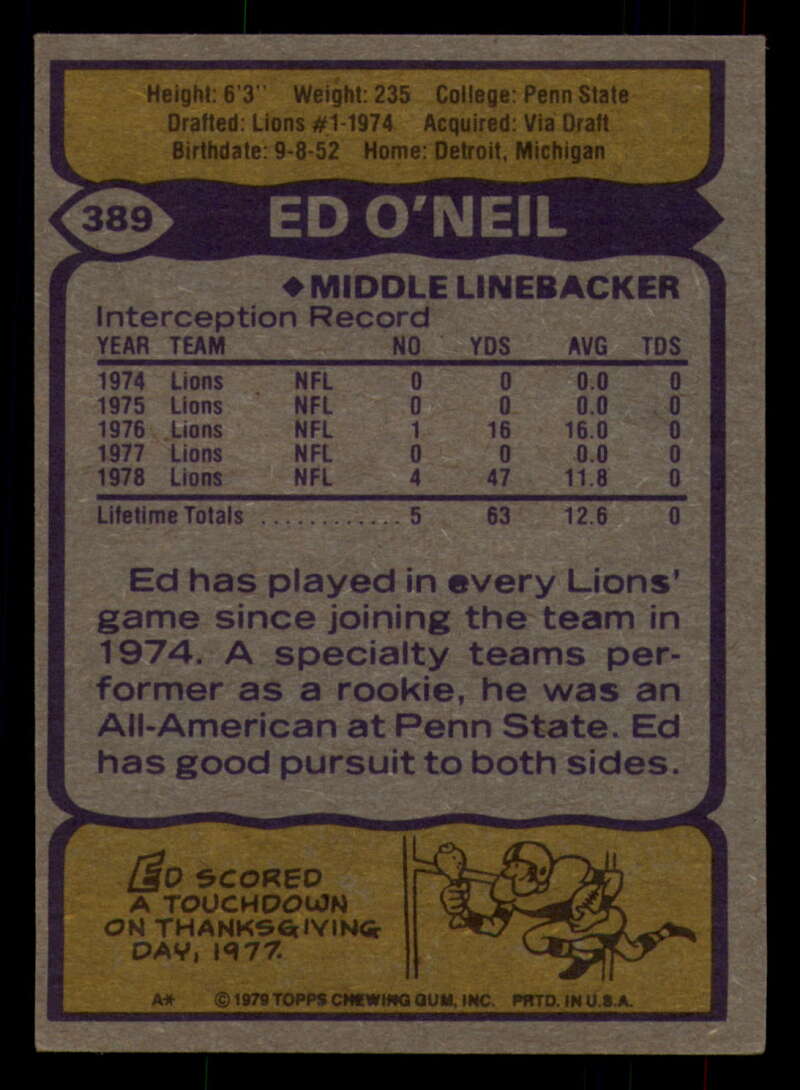 Height: 6'3" Weight: 235 College: Penn State
Drafted: Lions #1-1974 Acquired: Via Draft
Birthdate: 9-8-52 Home: Detroit, Michigan
389 ED O'NEIL
◆MIDDLE LINEBACKER
Interception Record
YEAR TEAM NO YDS AVG TDS
1974 Lions NFL 0 0 0.0 0
1975 Lions NFL 0 0 0.0 0
1976 Lions NFL 1 16 16.0 0
1977 Lions NFL 0 0 0.0 0
1978 Lions NFL 4 47 11.8 0
Lifetime Totals ............ 5 63 12.6 0
Ed has played in every Lions'
game since joining the team in
1974. A specialty teams per-
former as a rookie, he was an
All-American at Penn State. Ed
has good pursuit to both sides.
ED SCORED
A TOUCHDOWN
ON THANKSGIVING
DAY, 1977.
A* © 1979 TOPPS CHEWING GUM, INC. PRTD. IN U.S.A.